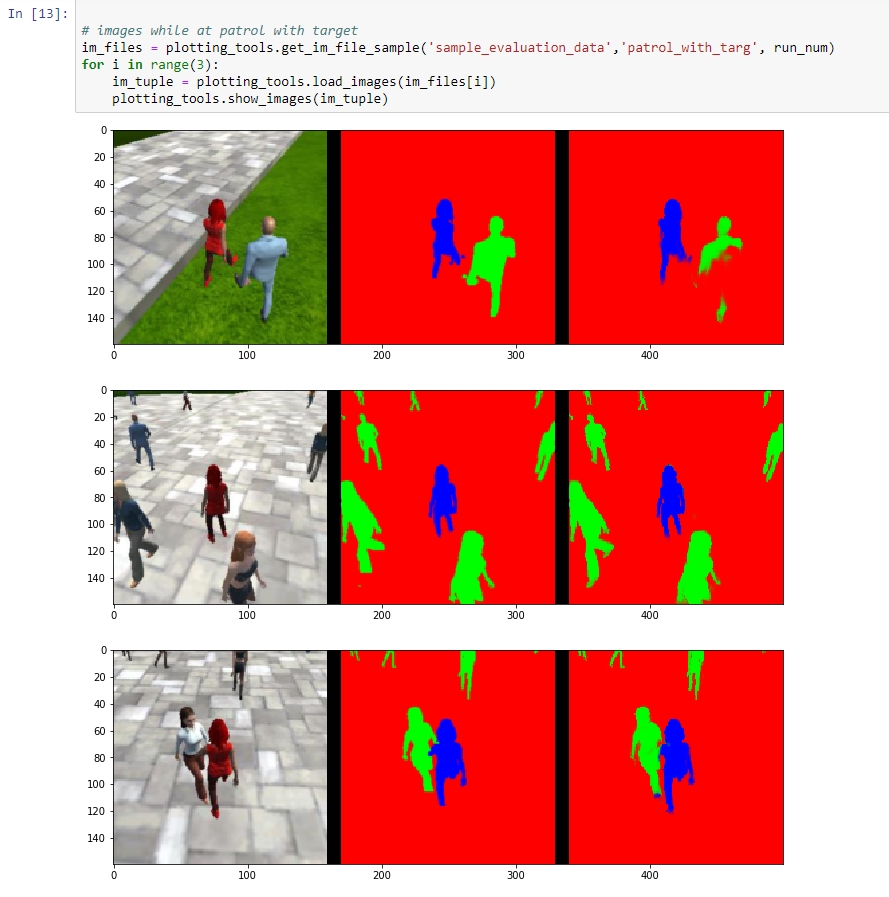 In [13]:
# images while at patrol with target
im_files = plotting_tools.get_im_file_sample('sample_evaluation_data','patrol_with_targ', run_num)
for i in range(3):
    im_tuple = plotting_tools.load_images(im_files[i])
    plotting_tools.show_images(im_tuple)
0
20
40
60
80
100
120
140
0 100 200 300 400
0
20
40
60
80
100
120
140
0 100 200 300 400
0
20
40
60
80
100
120
140
0 100 200 300 400